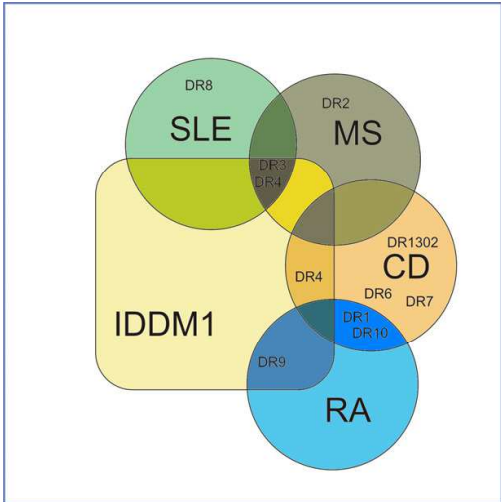 DR8
SLE
DR2
MS
DR3
DR4
DR1302
CD
DR4
DR6
DR7
IDDM1
DR1
DR10
DR9
RA